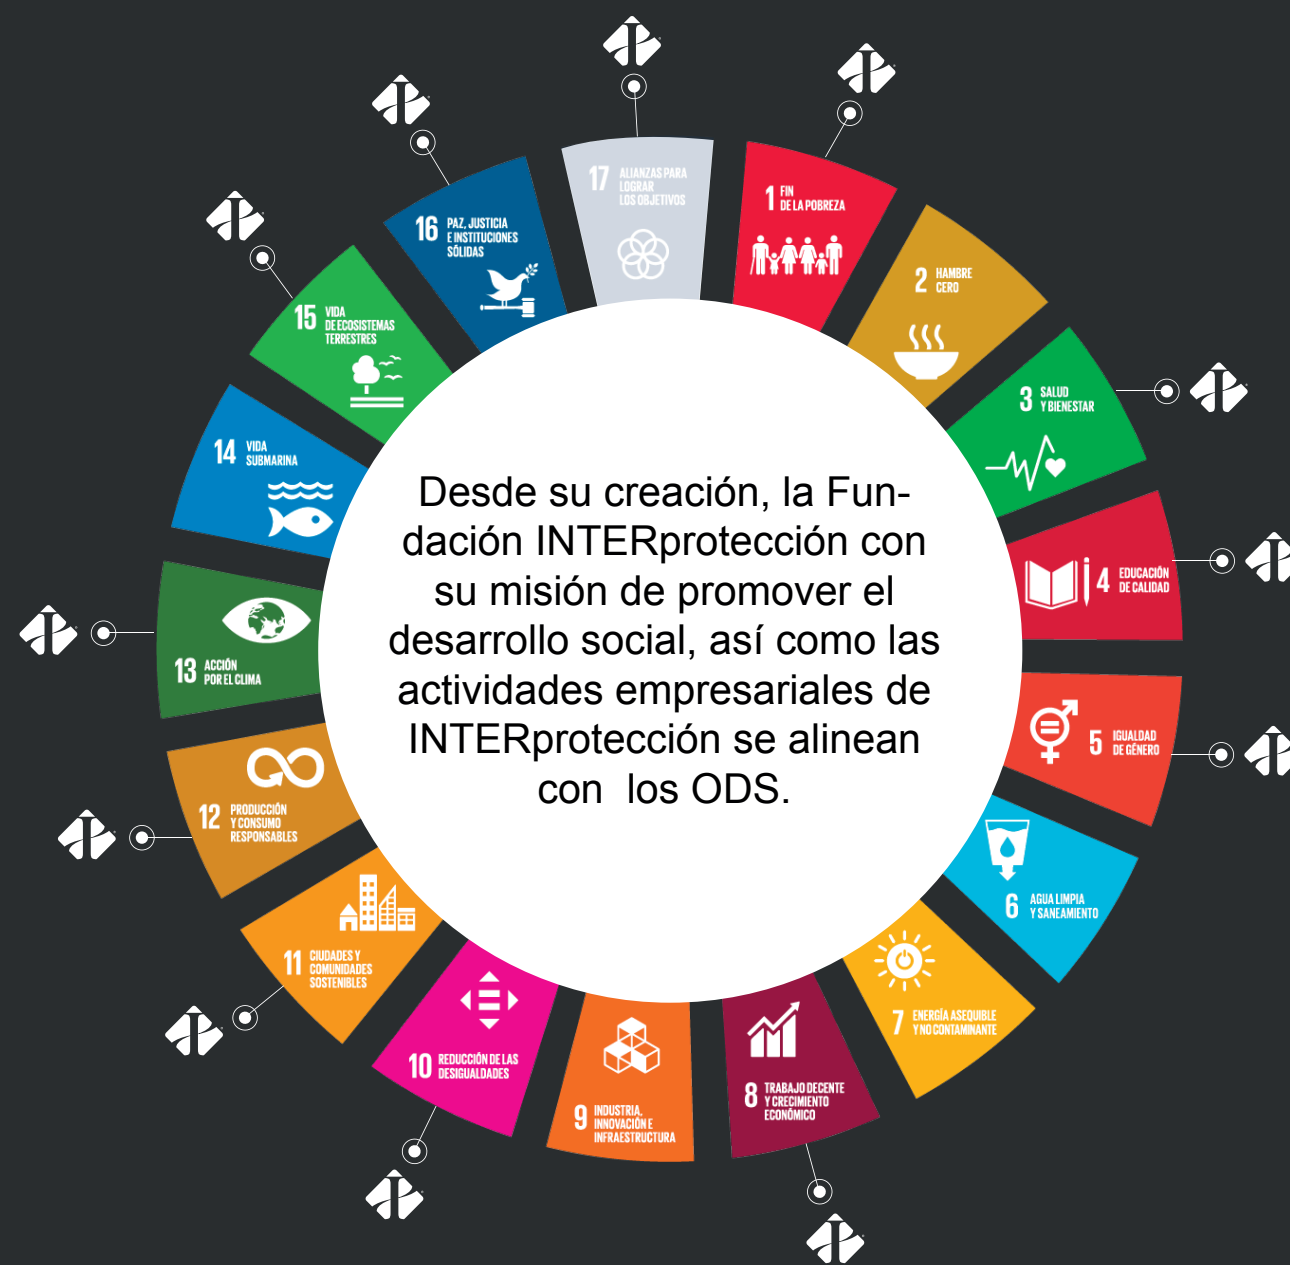 17 ALIANZAS PARA
LOGRAR
LOS OBJETIVOS
1 FIN
DE LA POBREZA
2 HAMBRE
CERO
3 SALUD
Y BIENESTAR
4 EDUCACIÓN
DE CALIDAD
5 IGUALDAD
DE GÉNERO
6 AGUA LIMPIA
Y SANEAMIENTO
7 ENERGÍA ASEQUIBLE
Y NO CONTAMINANTE
8 TRABAJO DECENTE
Y CRECIMIENTO
ECONÓMICO
9 INDUSTRIA,
INNOVACIÓN E
INFRAESTRUCTURA
10 REDUCCIÓN DE LAS
DESIGUALDADES
11 CIUDADES Y
COMUNIDADES
SOSTENIBLES
12 PRODUCCIÓN
Y CONSUMO
RESPONSABLES
13 ACCIÓN
POR EL CLIMA
14 VIDA
SUBMARINA
15 VIDA
DE ECOSISTEMAS
TERRESTRES
16 PAZ, JUSTICIA
E INSTITUCIONES
SÓLIDAS
Desde su creación, la Fun-
dación INTERprotección con
su misión de promover el
desarrollo social, así como las
actividades empresariales de
INTERprotección se alinean
con  los ODS.